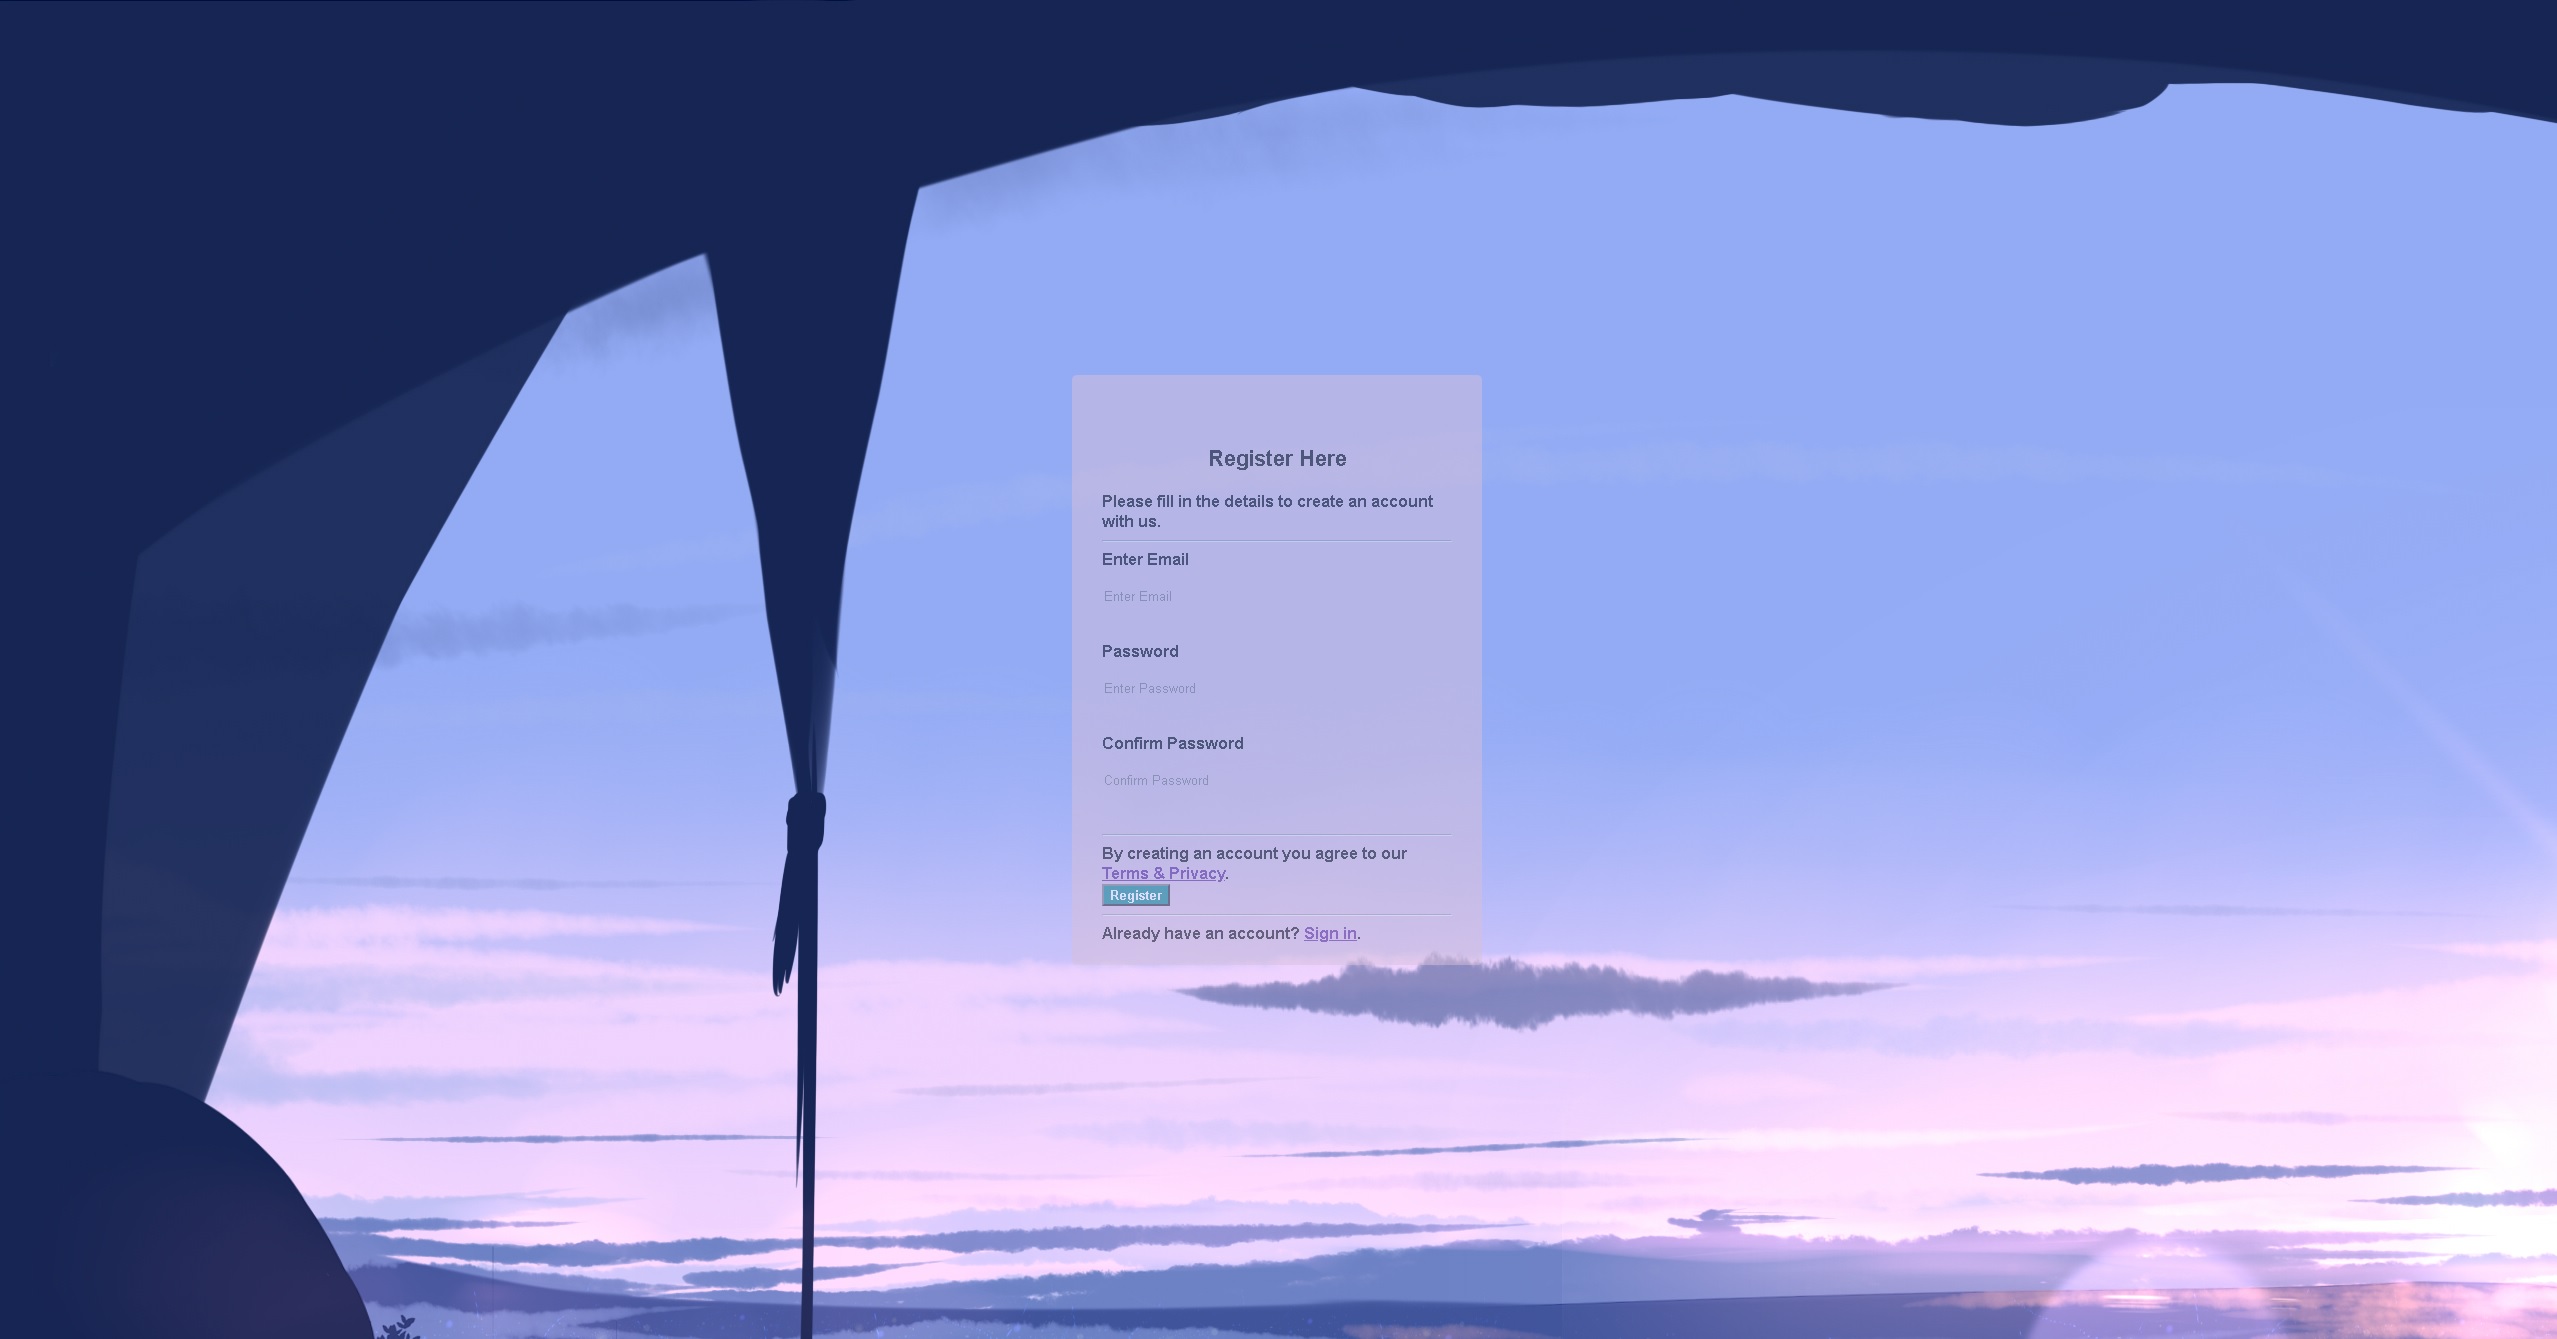 Register Here
Please fill in the details to create an account
with us.
Enter Email
Enter Email
Password
Enter Password
Confirm Password
Confirm Password
By creating an account you agree to our
Terms & Privacy.
Register
Already have an account? Sign in.